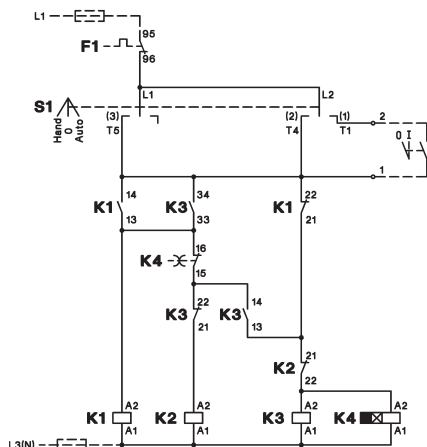 L1
95
F1
96
L1
L2
S1
Hand
0
Auto
(3)
(2)
(1)
2
T5
T4
T1
0 I
1
14
34
22
K1
K3
K1
13
33
21
16
K4
15
22
14
K3
K3
21
13
21
K2
22
A2
A2
A2
A2
K1
K2
K3
K4
A1
A1
A1
A1
L3(N)